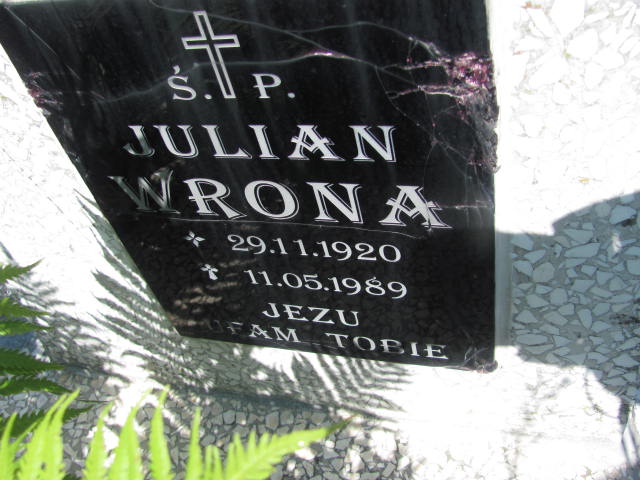 Ś. P.
JULIAN
WRONA
29.11.1920
11.05.1989
JEZU
UFAM TOBIE